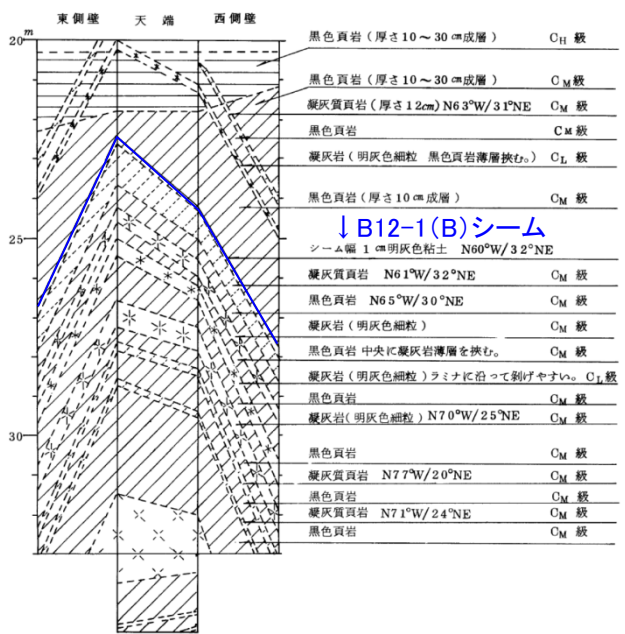 東側壁 天端 西側壁
20m
黒色頁岩(厚さ10〜30㎝成層) CH 級
黒色頁岩(厚さ10〜30㎝成層) CM 級
凝灰質頁岩(厚さ12cm)N63°W/31°NE CM 級
黒色頁岩 CM 級
凝灰岩(明灰色細粒 黒色頁岩薄層挟む。) CL 級
黒色頁岩(厚さ10㎝成層) CM 級
↓B12-1(B)シーム
25
シーム幅 1 ㎝明灰色粘土 N60°W/32°NE
凝灰質頁岩 N61°W/32°NE CM 級
黒色頁岩 N65°W/30°NE CM 級
凝灰岩(明灰色細粒) CM 級
黒色頁岩 中央に凝灰岩薄層を挟む。 CM 級
凝灰岩(明灰色細粒)ラミナに沿って剝げやすい。 CL級
黒色頁岩 CM 級
凝灰岩(明灰色細粒)N70°W/25°NE CM 級
30
黒色頁岩 CM 級
凝灰質頁岩 N77°W/20°NE CM 級
黒色頁岩 CM 級
凝灰質頁岩 N71°W/24°NE CM 級
黒色頁岩 CM 級